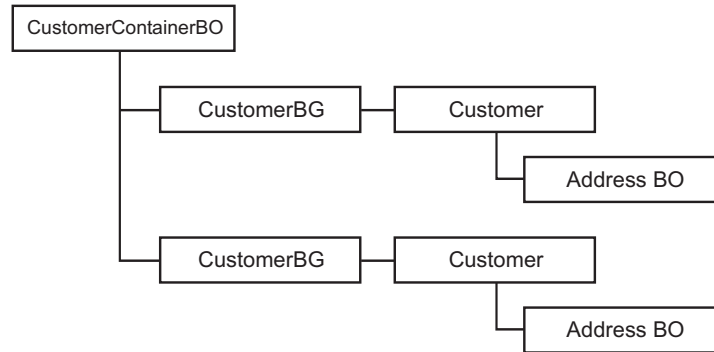 CustomerContainerBO
CustomerBG
Customer
Address BO
CustomerBG
Customer
Address BO